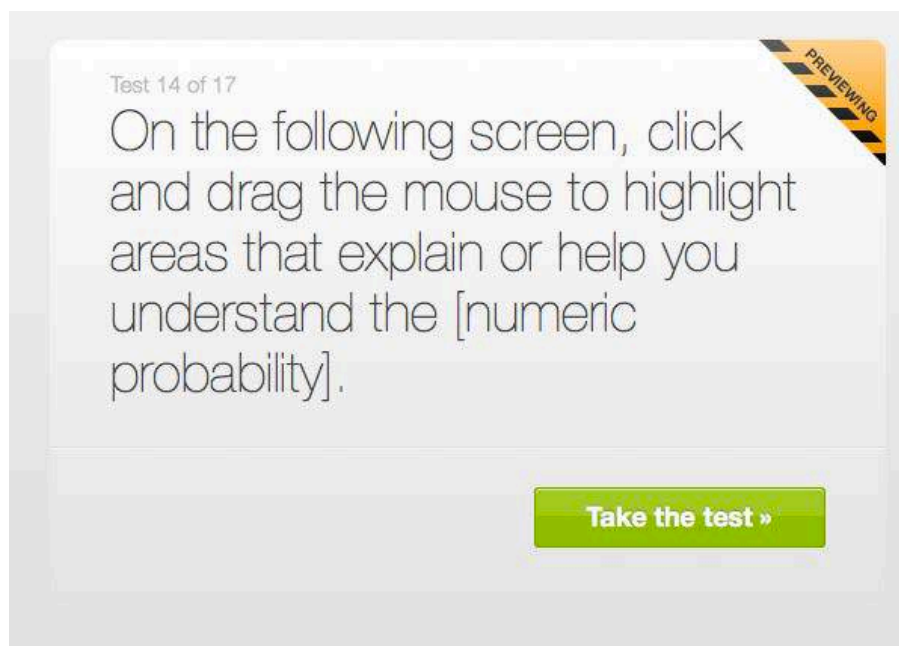 Test 14 of 17
PREVIEWING
On the following screen, click
and drag the mouse to highlight
areas that explain or help you
understand the [numeric
probability].
Take the test »